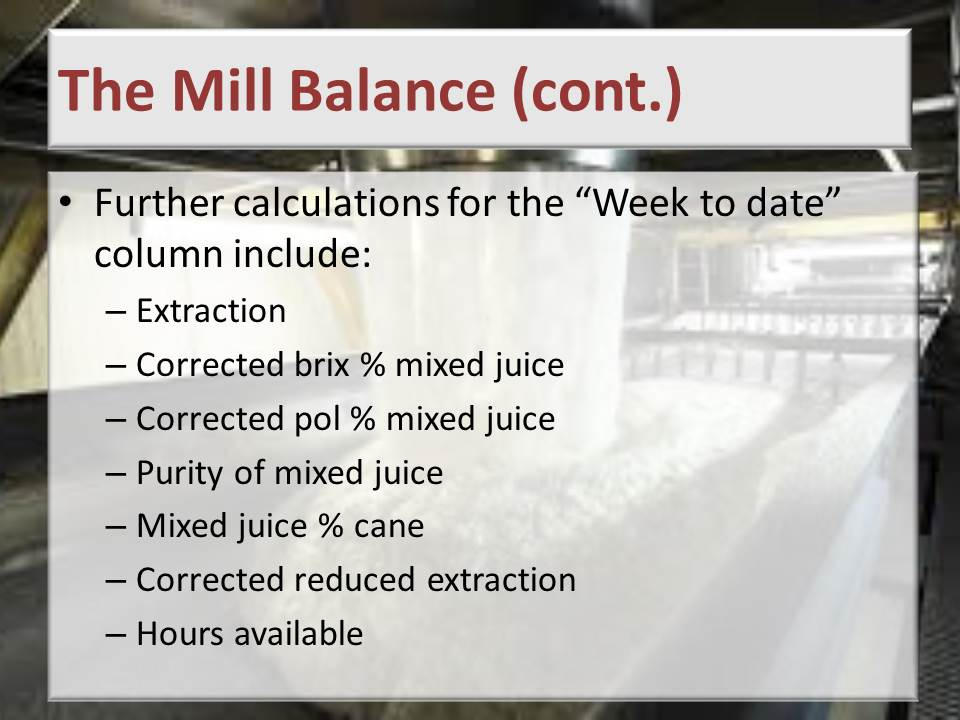 The Mill Balance (cont.)
• Further calculations for the “Week to date”
column include:
– Extraction
– Corrected brix % mixed juice
– Corrected pol % mixed juice
– Purity of mixed juice
– Mixed juice % cane
– Corrected reduced extraction
– Hours available